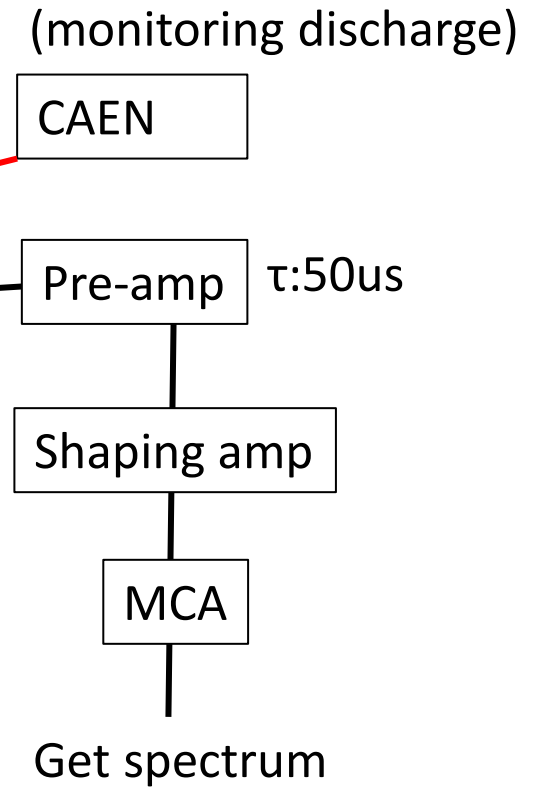 (monitoring discharge)
CAEN
Pre-amp τ:50us
Shaping amp
MCA
Get spectrum